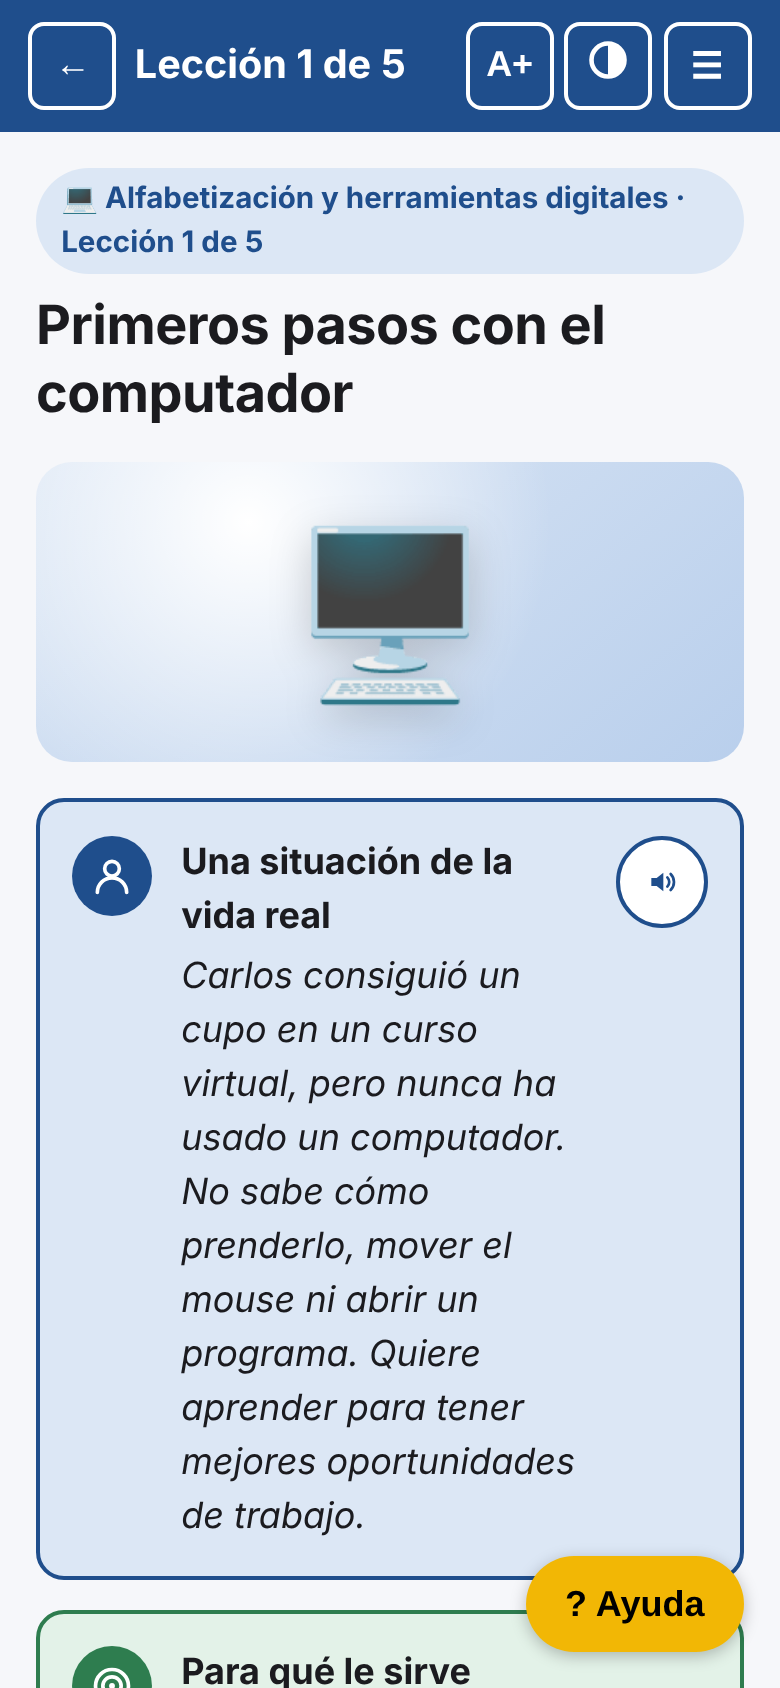 ← Lección 1 de 5 A+ ☰
💻 Alfabetización y herramientas digitales ·
Lección 1 de 5
Primeros pasos con el
computador
Una situación de la
vida real
Carlos consiguió un
cupo en un curso
virtual, pero nunca ha
usado un computador.
No sabe cómo
prenderlo, mover el
mouse ni abrir un
programa. Quiere
aprender para tener
mejores oportunidades
de trabajo.
? Ayuda
Para qué le sirve